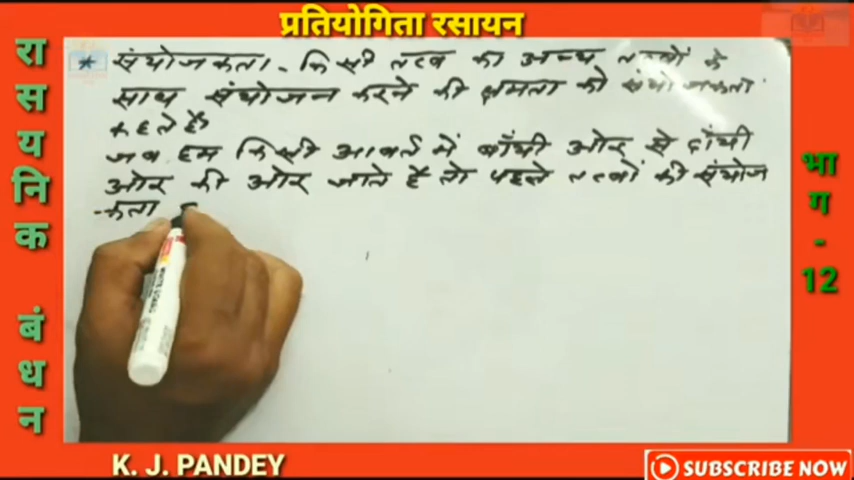 प्रतियोगिता रसायन
रासयनिक बंधन
* संयोजकता - किसी तत्व का अन्य तत्वों के
साथ संयोजन करने की क्षमता को संयोजकता
कहते है
जब हम किसी आवर्त में बाँयी ओर से दाँयी
ओर की ओर जाते है तो पहले तत्वों की संयोज
-कता
भाग - 12
K. J. PANDEY
SUBSCRIBE NOW